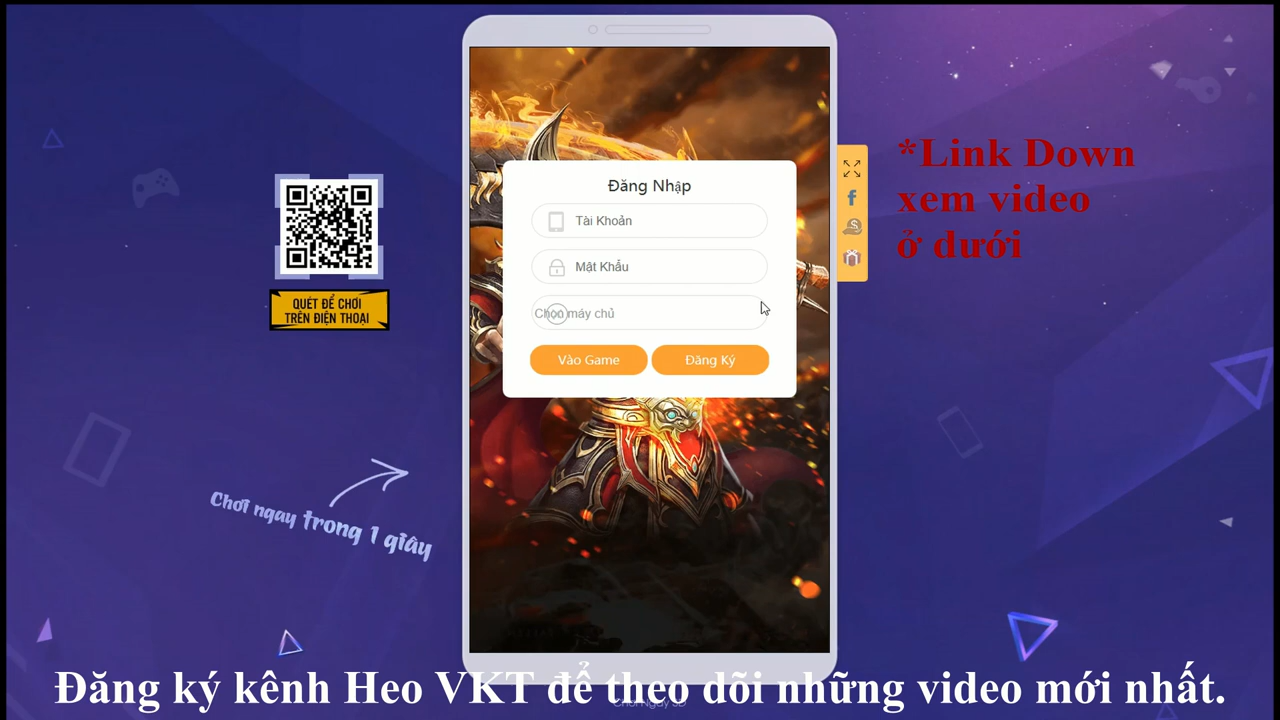 Đăng Nhập
Tài Khoản
Mật Khẩu
Chọn máy chủ
Vào Game
Đăng Ký
*Link Down
xem video
ở dưới
QUÉT ĐỂ CHƠI
TRÊN ĐIỆN THOẠI
Chơi ngay trong 1 giây
Đăng ký kênh Heo VKT để theo dõi những video mới nhất.